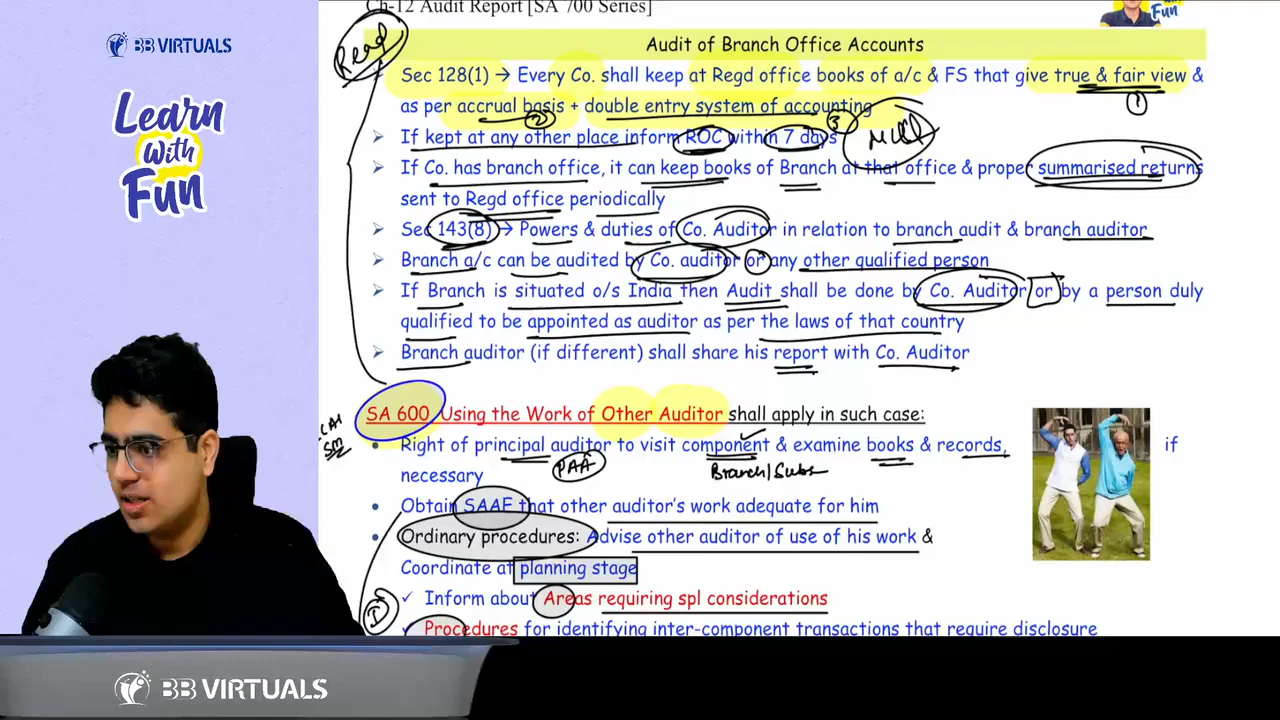 Ch-12 Audit Report [SA 700 Series]
BB VIRTUALS
Learn
With
Fun
Fun
Read
Audit of Branch Office Accounts
Sec 128(1) → Every Co. shall keep at Regd office books of a/c & FS that give true & fair view &
as per accrual basis + double entry system of accounting
① ② ③
If kept at any other place inform ROC within 7 days
MCQ
If Co. has branch office, it can keep books of Branch at that office & proper summarised returns
sent to Regd office periodically
Sec 143(8) → Powers & duties of Co. Auditor in relation to branch audit & branch auditor
Branch a/c can be audited by Co. auditor or any other qualified person
If Branch is situated o/s India then Audit shall be done by Co. Auditor or by a person duly
qualified to be appointed as auditor as per the laws of that country
Branch auditor (if different) shall share his report with Co. Auditor
SA 600 Using the Work of Other Auditor shall apply in such case:
Right of principal auditor to visit component & examine books & records, if
necessary
PAA
Branch/Subs
Obtain SAAE that other auditor's work adequate for him
Ordinary procedures: Advise other auditor of use of his work &
Coordinate at planning stage
✓ Inform about Areas requiring spl considerations
①
✓ Procedures for identifying inter-component transactions that require disclosure
BB VIRTUALS